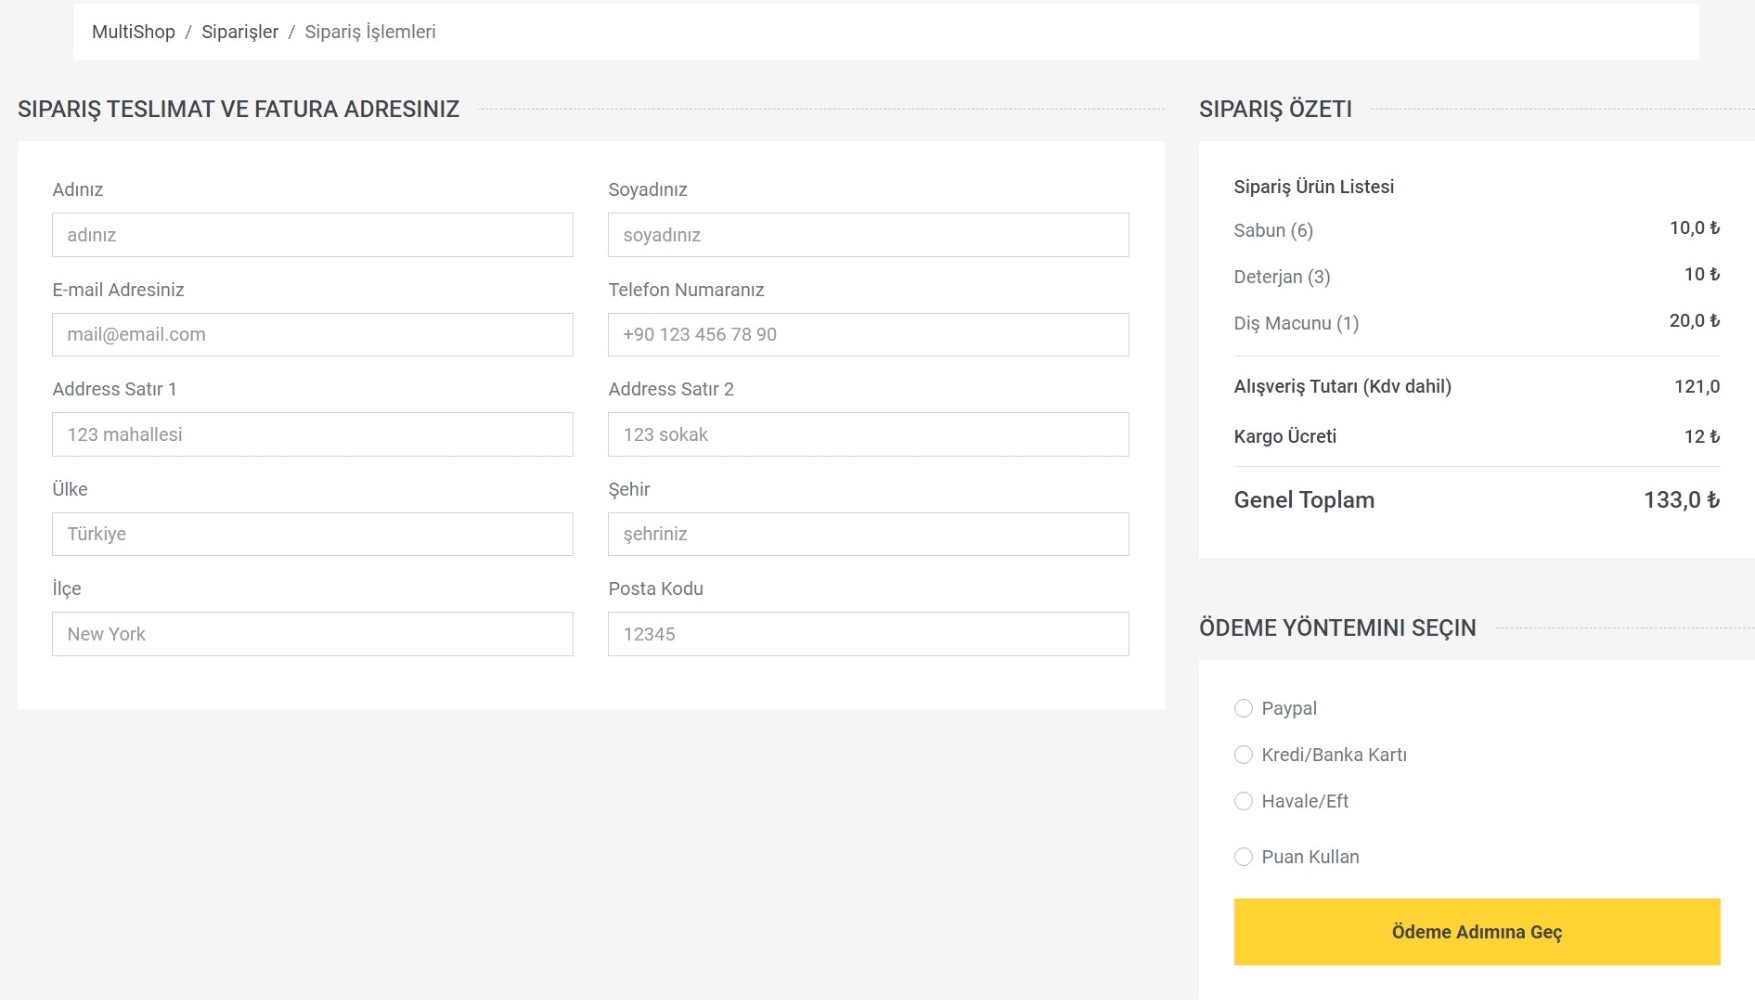 MultiShop / Siparişler / Sipariş İşlemleri
SIPARIŞ TESLIMAT VE FATURA ADRESINIZ
Adınız
Soyadınız
adınız
soyadınız
E-mail Adresiniz
Telefon Numaranız
mail@email.com
+90 123 456 78 90
Address Satır 1
Address Satır 2
123 mahallesi
123 sokak
Ülke
Şehir
Türkiye
şehriniz
İlçe
Posta Kodu
New York
12345
SIPARIŞ ÖZETI
Sipariş Ürün Listesi
Sabun (6) 10,0 ₺
Deterjan (3) 10 ₺
Diş Macunu (1) 20,0 ₺
Alışveriş Tutarı (Kdv dahil) 121,0
Kargo Ücreti 12 ₺
Genel Toplam 133,0 ₺
ÖDEME YÖNTEMINI SEÇIN
Paypal
Kredi/Banka Kartı
Havale/Eft
Puan Kullan
Ödeme Adımına Geç